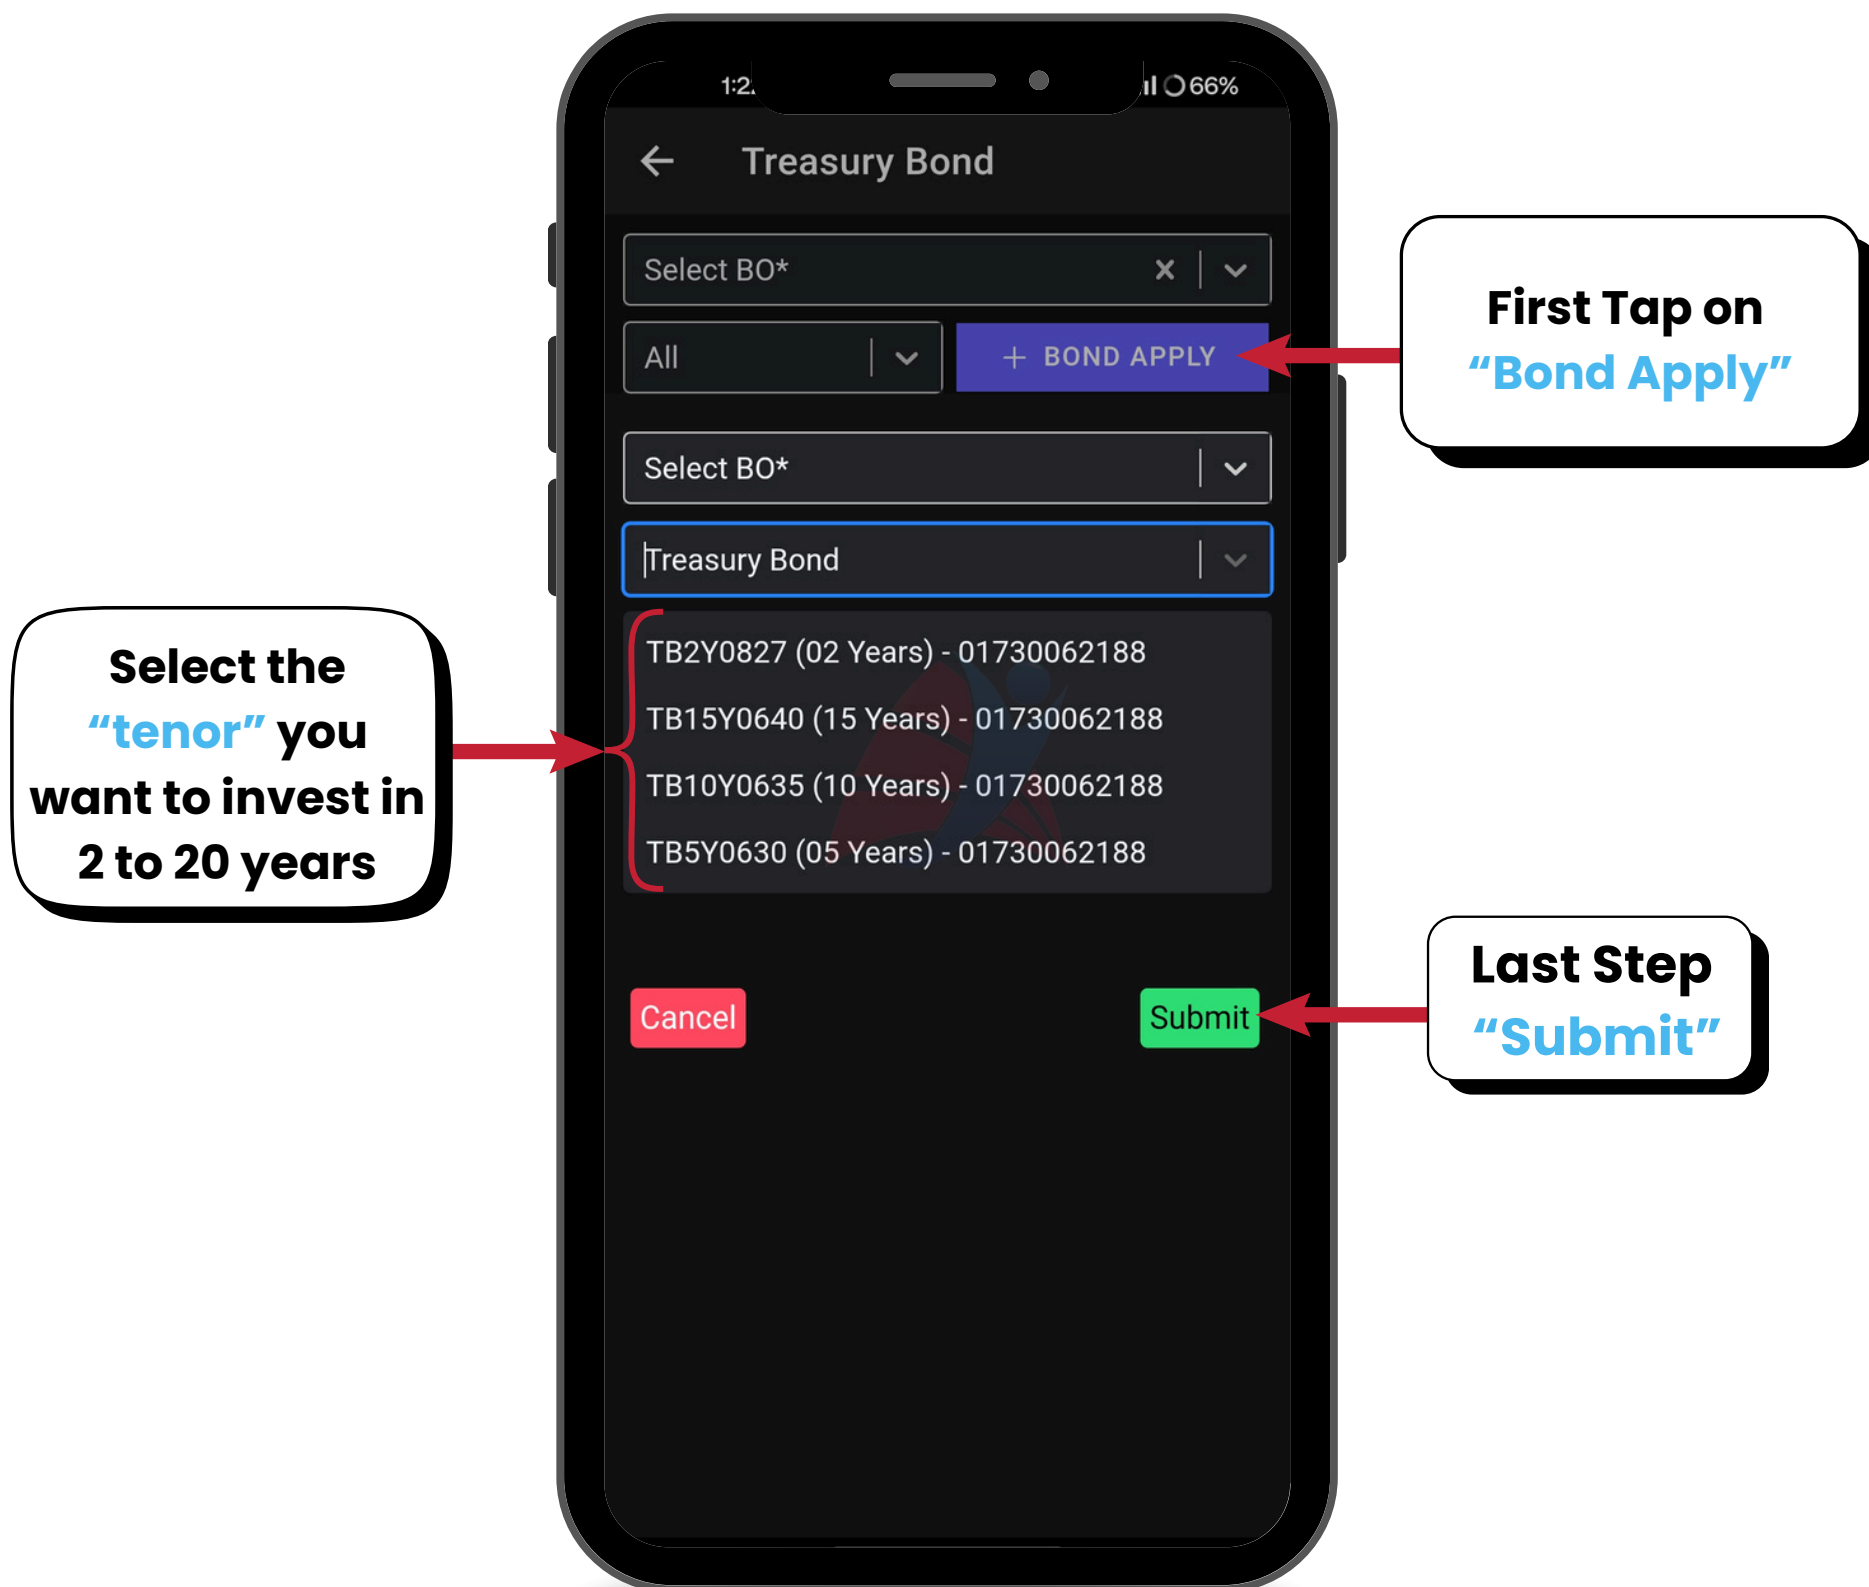 66%
Treasury Bond
Select BO*
All
+ BOND APPLY
First Tap on
“Bond Apply”
Select BO*
Treasury Bond
TB2Y0827 (02 Years) - 01730062188
TB15Y0640 (15 Years) - 01730062188
TB10Y0635 (10 Years) - 01730062188
TB5Y0630 (05 Years) - 01730062188
Select the
“tenor” you
want to invest in
2 to 20 years
Cancel
Submit
Last Step
“Submit”